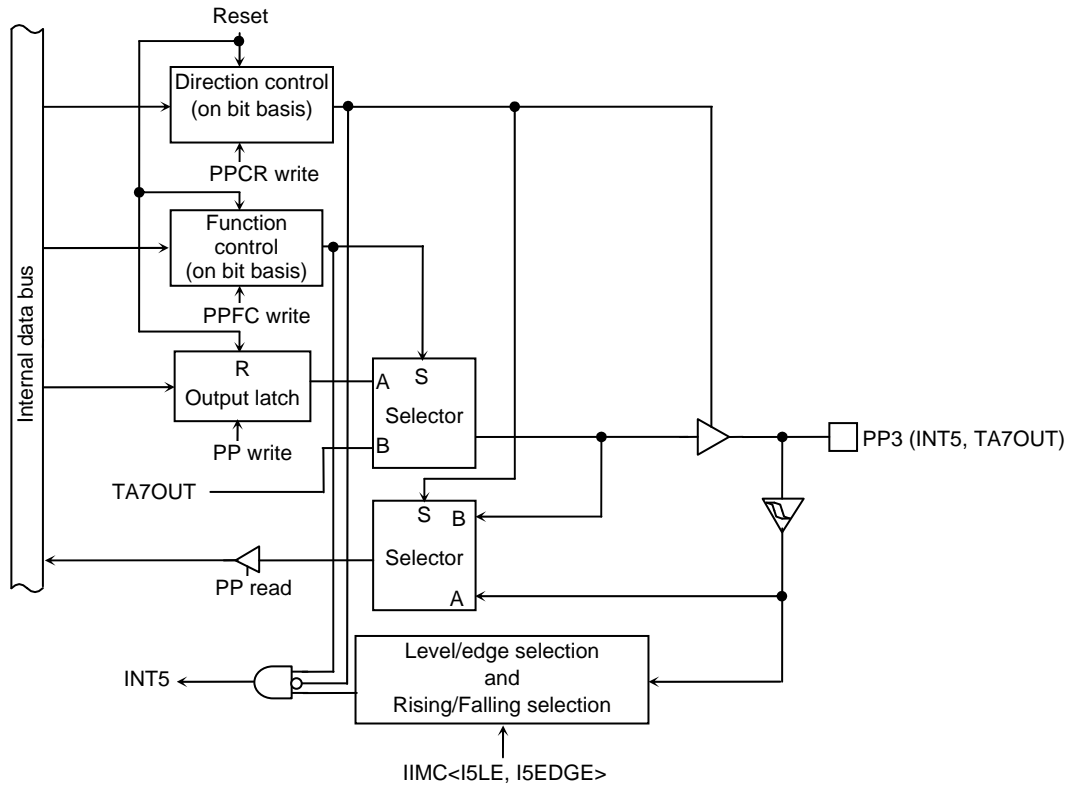 Reset
Direction control
(on bit basis)
PPCR write
Function
control
(on bit basis)
PPFC write
Internal data bus
R
Output latch
PP write
A
S
Selector
B
TA7OUT
PP3 (INT5, TA7OUT)
S
B
Selector
A
PP read
Level/edge selection
and
Rising/Falling selection
INT5
IIMC<I5LE, I5EDGE>